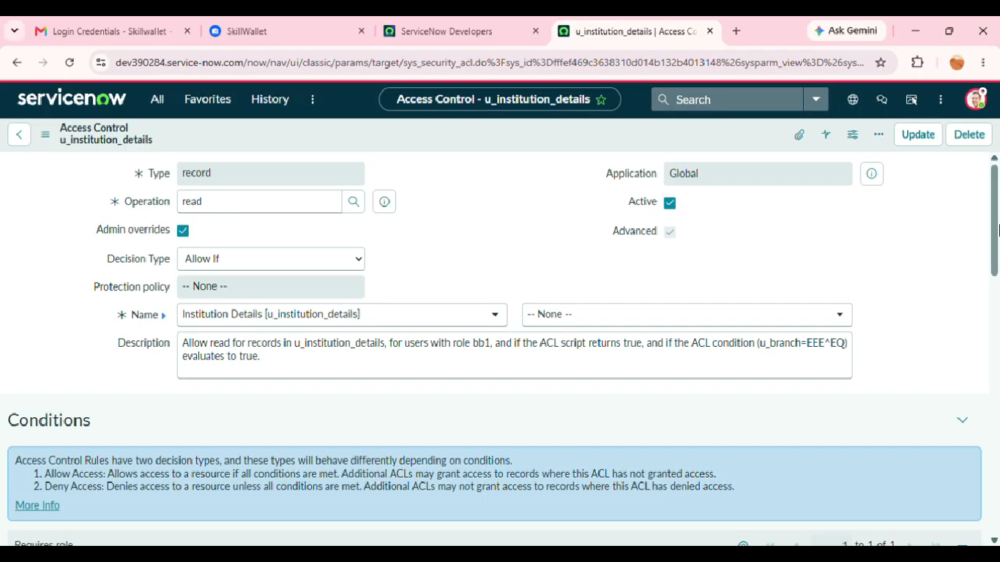 Login Credentials - Skillwallet -
SkillWallet
ServiceNow Developers
u_institution_details | Access Co
Ask Gemini
dev390284.service-now.com/now/nav/ui/classic/params/target/sys_security_acl.do%3Fsys_id%3Dfffef469c3638310d014b132b4013148%26sysparm_view%3D%26sys...
servicenow
All
Favorites
History
Access Control - u_institution_details
Search
Access Control
u_institution_details
Update
Delete
Type
record
Application
Global
Operation
read
Active
Admin overrides
Advanced
Decision Type
Allow If
Protection policy
-- None --
Name
Institution Details [u_institution_details]
-- None --
Description
Allow read for records in u_institution_details, for users with role bb1, and if the ACL script returns true, and if the ACL condition (u_branch=EEE^EQ)
evaluates to true.
Conditions
Access Control Rules have two decision types, and these types will behave differently depending on conditions.
1. Allow Access: Allows access to a resource if all conditions are met. Additional ACLs may grant access to records where this ACL has not granted access.
2. Deny Access: Denies access to a resource unless all conditions are met. Additional ACLs may not grant access to records where this ACL has denied access.
More Info
Requires role
1 to 1 of 1